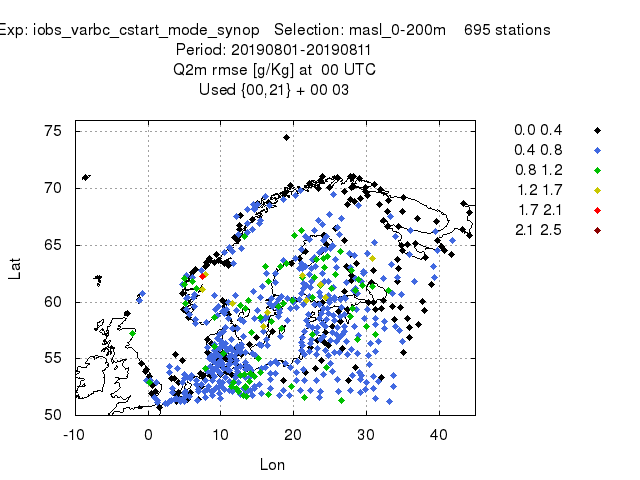 Exp: iobs_varbc_cstart_mode_synop   Selection: masl_0-200m    695 stations
Period: 20190801-20190811
Q2m rmse [g/Kg] at  00 UTC
Used {00,21} + 00 03
75
70
65
60
55
50
Lat
-10 0 10 20 30 40
Lon
0.0 0.4
0.4 0.8
0.8 1.2
1.2 1.7
1.7 2.1
2.1 2.5